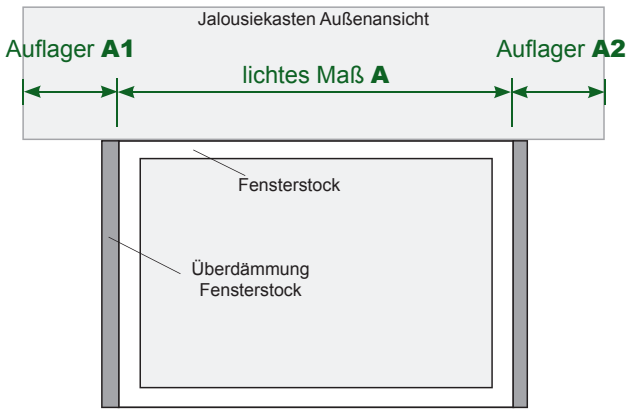 Jalousiekasten Außenansicht
Auflager A1
lichtes Maß A
Auflager A2
Fensterstock
Überdämmung
Fensterstock